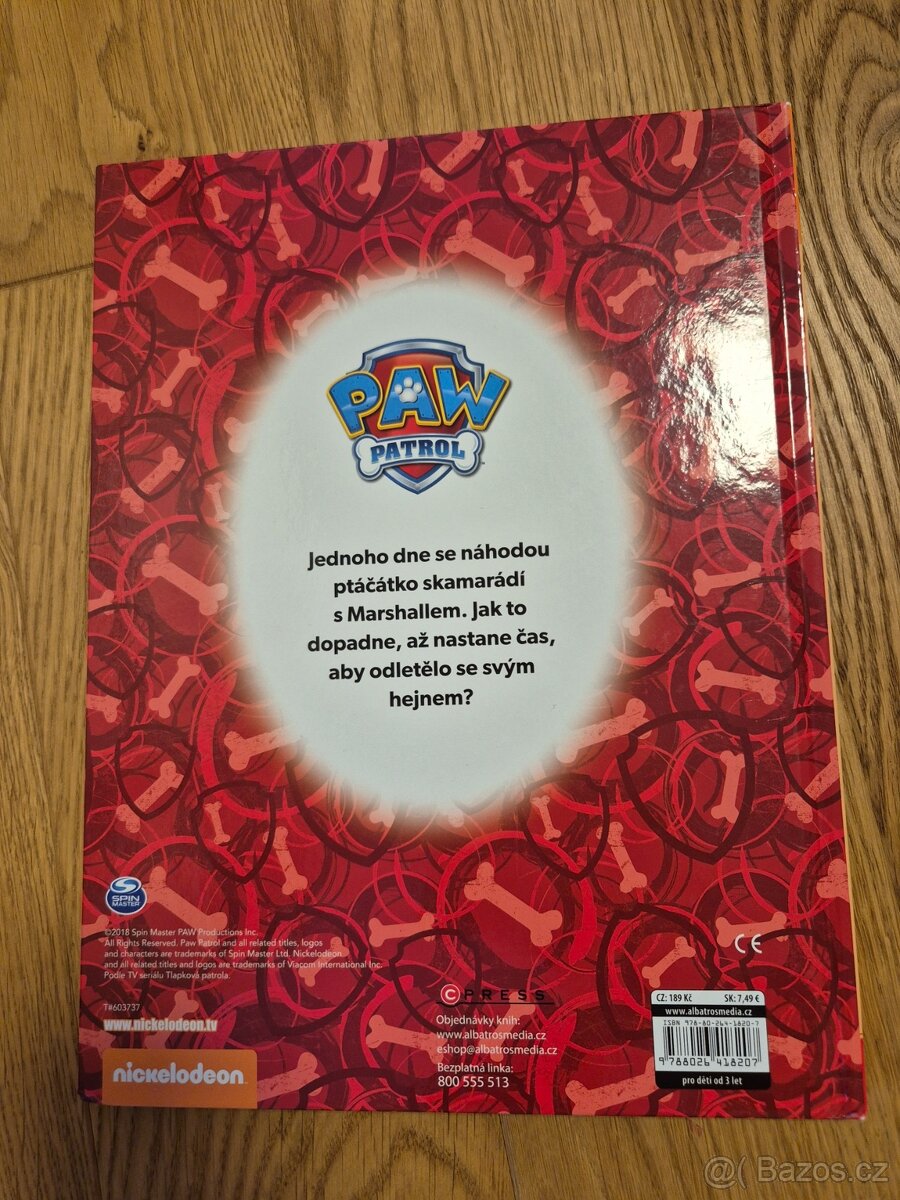 PAW
PATROL
Jednoho dne se náhodou
ptáčátko skamarádí
s Marshallem. Jak to
dopadne, až nastane čas,
aby odletělo se svým
hejnem?
SPIN
MASTER
©2018 Spin Master PAW Productions Inc.
All Rights Reserved. Paw Patrol and all related titles, logos
and characters are trademarks of Spin Master Ltd. Nickelodeon
and all related titles and logos are trademarks of Viacom International Inc.
Podle TV seriálu Tlapková patrola.
T#603737
www.nickelodeon.tv
nickelodeon
CPRESS
Objednávky knih:
www.albatrosmedia.cz
eshop@albatrosmedia.cz
Bezplatná linka:
800 555 513
CE
CZ: 189 Kč SK: 7,49 €
www.albatrosmedia.cz
ISBN 978-80-264-1820-7
9 788026 418207
pro děti od 3 let
@( Bazos.cz